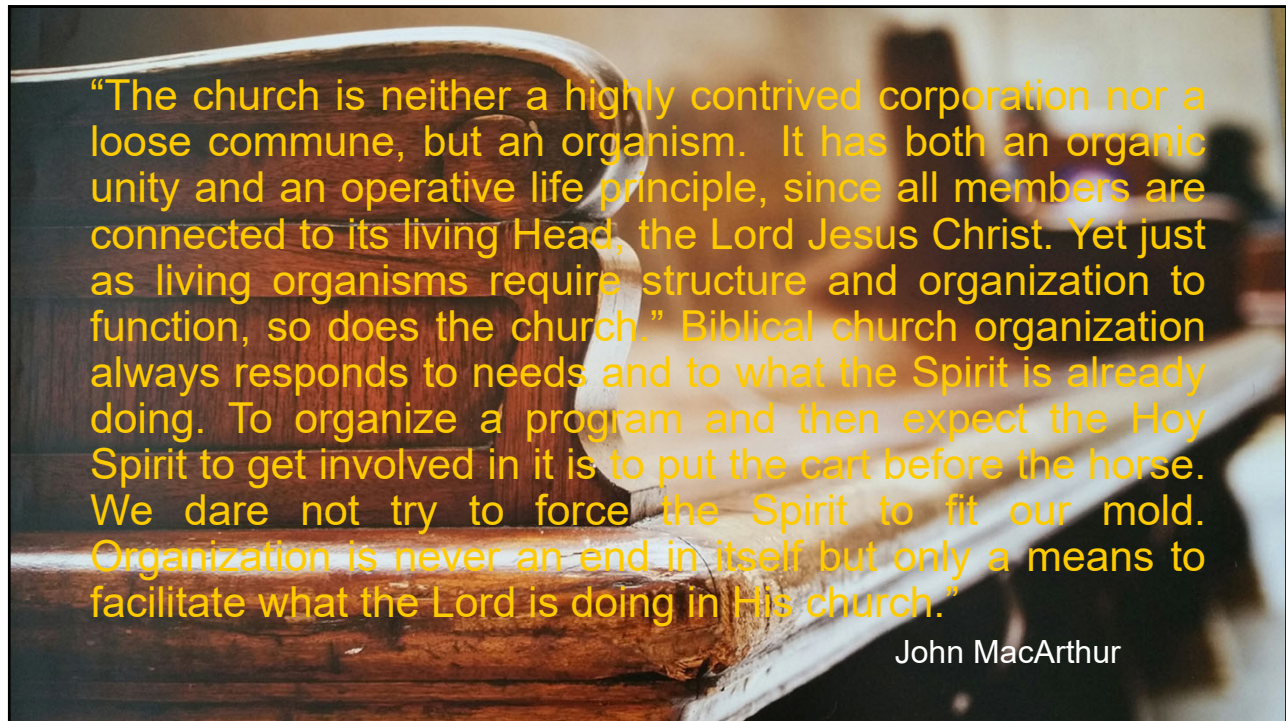 “The church is neither a highly contrived corporation nor a
loose commune, but an organism.  It has both an organic
unity and an operative life principle, since all members are
connected to its living Head, the Lord Jesus Christ. Yet just
as living organisms require structure and organization to
function, so does the church.” Biblical church organization
always responds to needs and to what the Spirit is already
doing. To organize a program and then expect the Hoy
Spirit to get involved in it is to put the cart before the horse.
We dare not try to force the Spirit to fit our mold.
Organization is never an end in itself but only a means to
facilitate what the Lord is doing in His church.”
John MacArthur